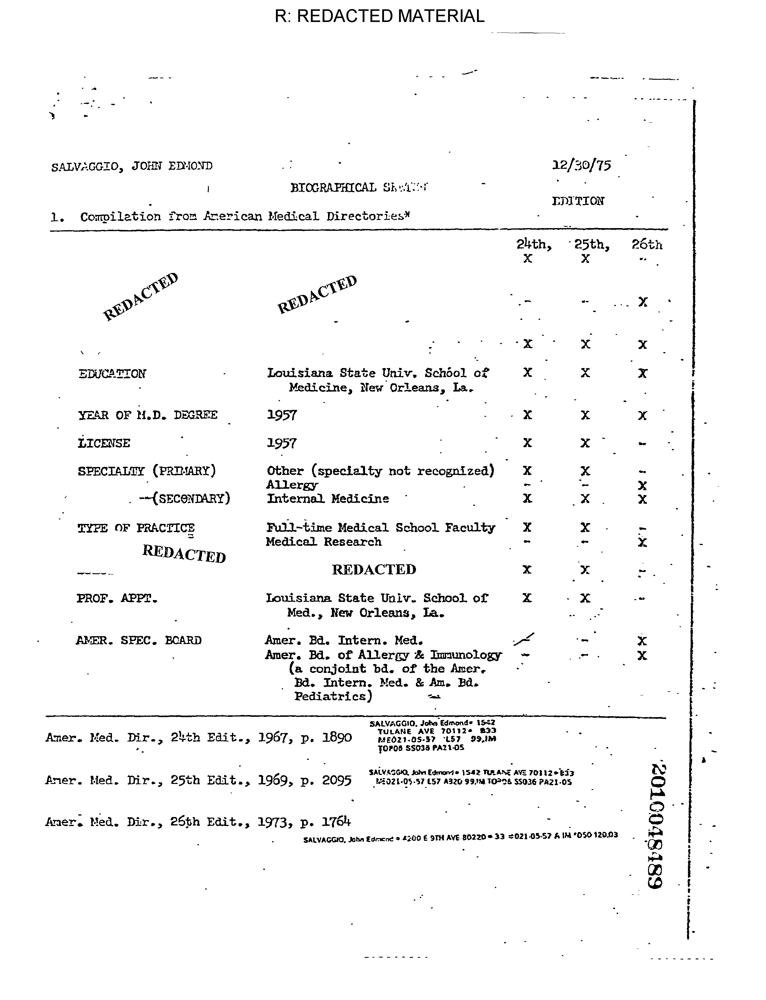 R: REDACTED MATERIAL
SALVAGGIO, JOHN EDMOND 12/30/75
BIOGRAPHICAL
EDITION
1. Compilation from American Medical Directories*
24th, 25th, 26th
X X --
REDACTED REDACTED
-- -- X
X X X
EDUCATION Louisiana State Univ. School of X X X
Medicine, New Orleans, La.
YEAR OF M.D. DEGREE 1957 X X X
LICENSE 1957 X X --
SPECIALTY (PRIMARY) Other (specialty not recognized) X X --
Allergy -- -- X
--(SECONDARY) Internal Medicine X X X
TYPE OF PRACTICE Full-time Medical School Faculty X X --
Medical Research -- -- X
REDACTED
REDACTED X X --
PROF. APPT. Louisiana State Univ. School of X X --
Med., New Orleans, La.
AMER. SPEC. BOARD Amer. Bd. Intern. Med. -- X
Amer. Bd. of Allergy & Immunology -- -- X
(a conjoint bd. of the Amer.
Bd. Intern. Med. & Am. Bd.
Pediatrics)
Amer. Med. Dir., 24th Edit., 1967, p. 1890
SALVAGGIO, John Edmond• 1542
TULANE AVE 70112• B33
ME021-05-57 L57 99,IM
TOP08 SS038 PA21-05
Amer. Med. Dir., 25th Edit., 1969, p. 2095
SALVAGGIO, John Edmond• 1542 TULANE AVE 70112•B33
ME021-05-57 L57 A320 99,IM TOP06 SS036 PA21-05
Amer. Med. Dir., 26th Edit., 1973, p. 1764
SALVAGGIO, John Edmond • 4200 E 9TH AVE 80220 • 33 021-05-57 A IM *050 120,03
2010048489